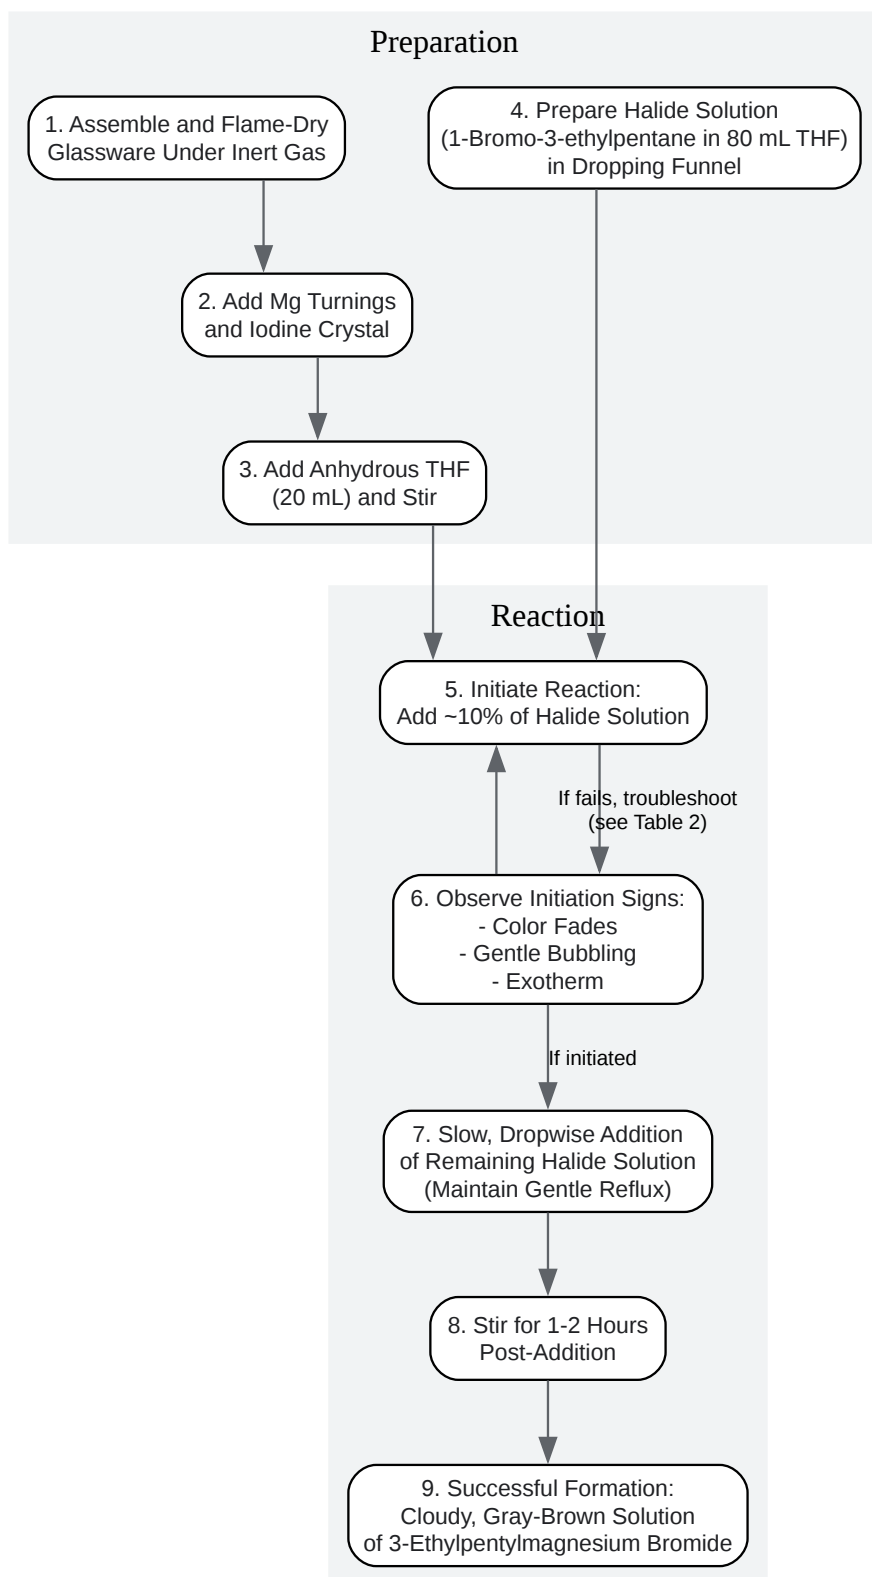 Preparation
1. Assemble and Flame-Dry
Glassware Under Inert Gas
4. Prepare Halide Solution
(1-Bromo-3-ethylpentane in 80 mL THF)
in Dropping Funnel
2. Add Mg Turnings
and Iodine Crystal
3. Add Anhydrous THF
(20 mL) and Stir
Reaction
5. Initiate Reaction:
Add ~10% of Halide Solution
If fails, troubleshoot
(see Table 2)
6. Observe Initiation Signs:
- Color Fades
- Gentle Bubbling
- Exotherm
If initiated
7. Slow, Dropwise Addition
of Remaining Halide Solution
(Maintain Gentle Reflux)
8. Stir for 1-2 Hours
Post-Addition
9. Successful Formation:
Cloudy, Gray-Brown Solution
of 3-Ethylpentylmagnesium Bromide